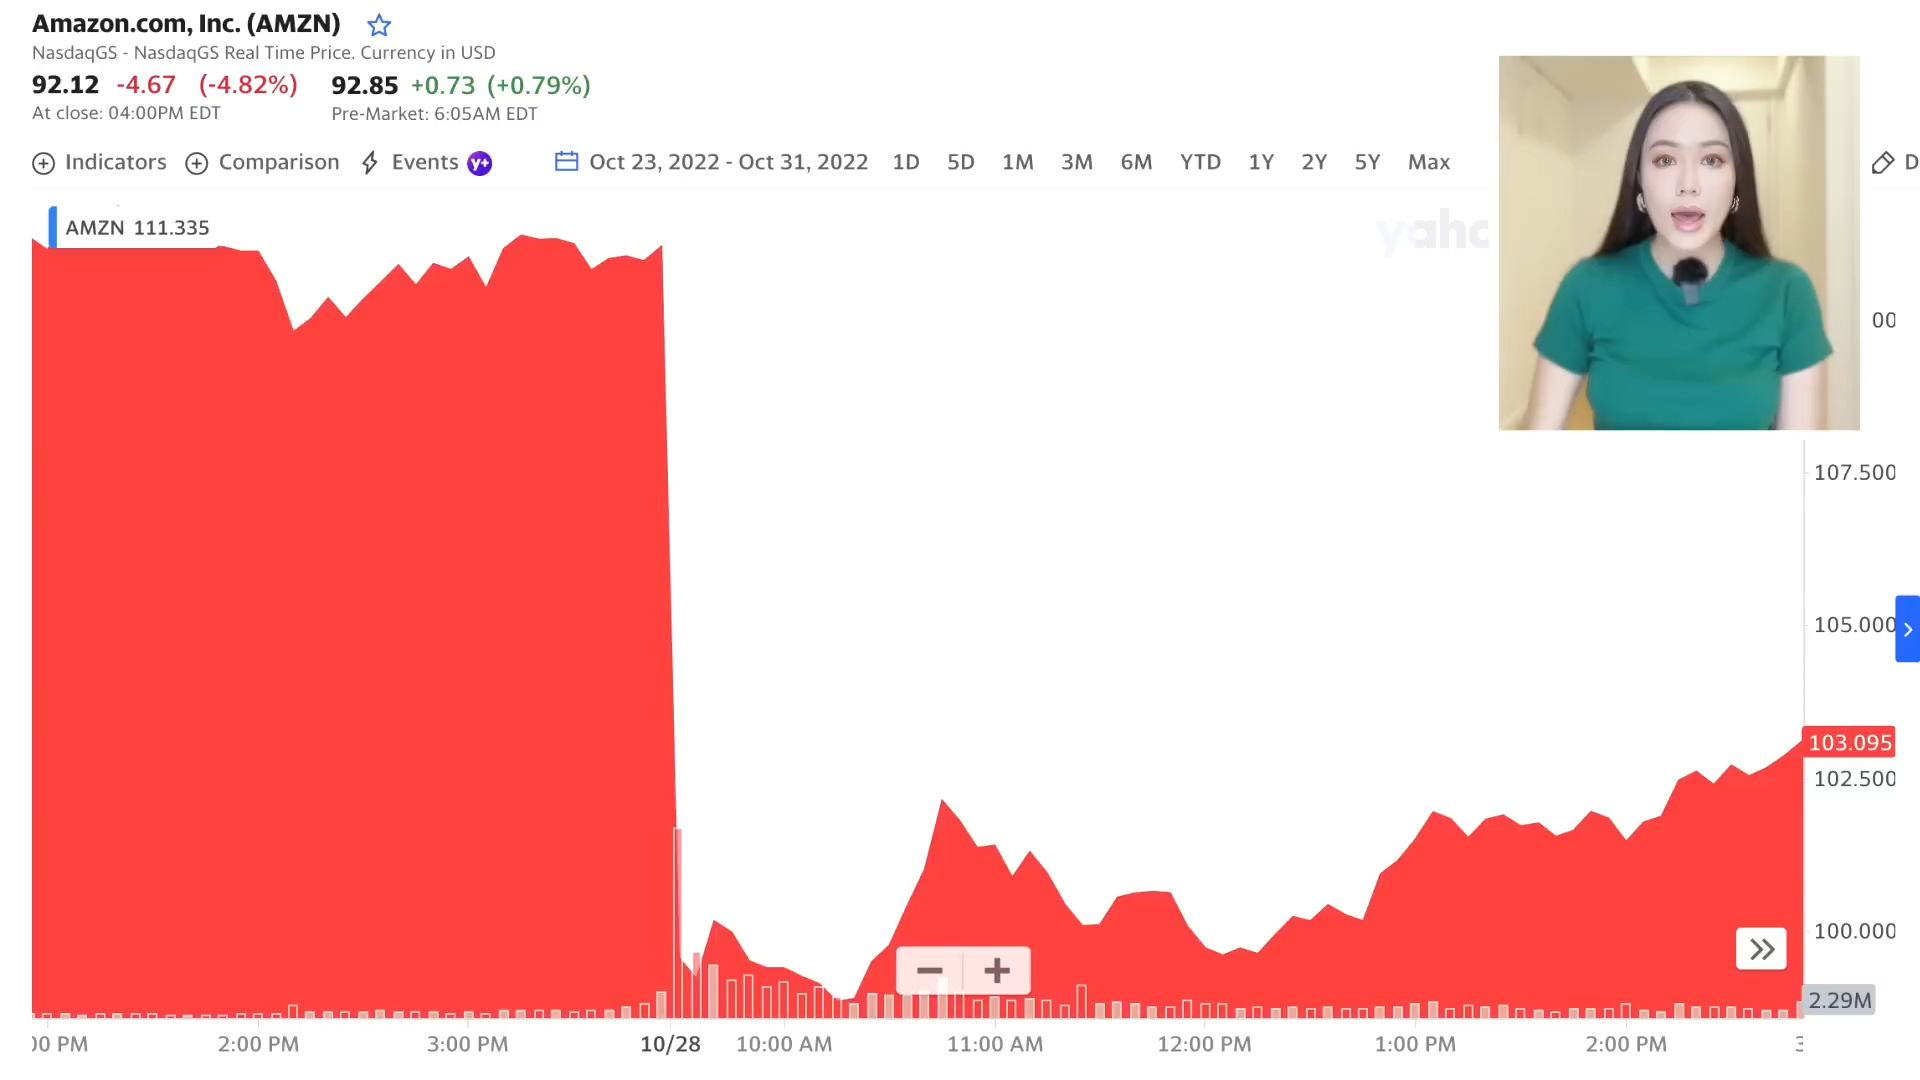 Amazon.com, Inc. (AMZN)
NasdaqGS - NasdaqGS Real Time Price. Currency in USD
92.12 -4.67 (-4.82%) 92.85 +0.73 (+0.79%)
At close: 04:00PM EDT Pre-Market: 6:05AM EDT
Indicators Comparison Events y+ Oct 23, 2022 - Oct 31, 2022 1D 5D 1M 3M 6M YTD 1Y 2Y 5Y Max D
AMZN 111.335
yaho
00
107.500
105.000
103.095
102.500
100.000
2.29M
00 PM 2:00 PM 3:00 PM 10/28 10:00 AM 11:00 AM 12:00 PM 1:00 PM 2:00 PM